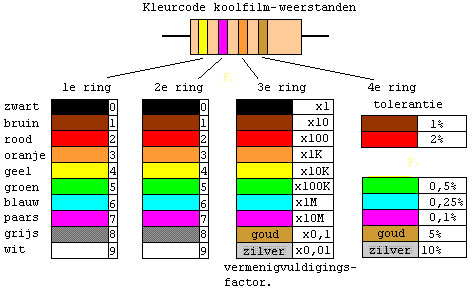 Kleurcode koolfilm-weerstanden
1e ring 2e ring 3e ring 4e ring
tolerantie
zwart 0 0 x1
bruin 1 1 x10 1%
rood 2 2 x100 2%
oranje 3 3 x1K
geel 4 4 x10K
groen 5 5 x100K 0,5%
blauw 6 6 x1M 0,25%
paars 7 7 x10M 0,1%
grijs 8 8 goud x0,1 5%
wit 9 9 zilver x0,01 10%
vermenigvuldigings-
factor.